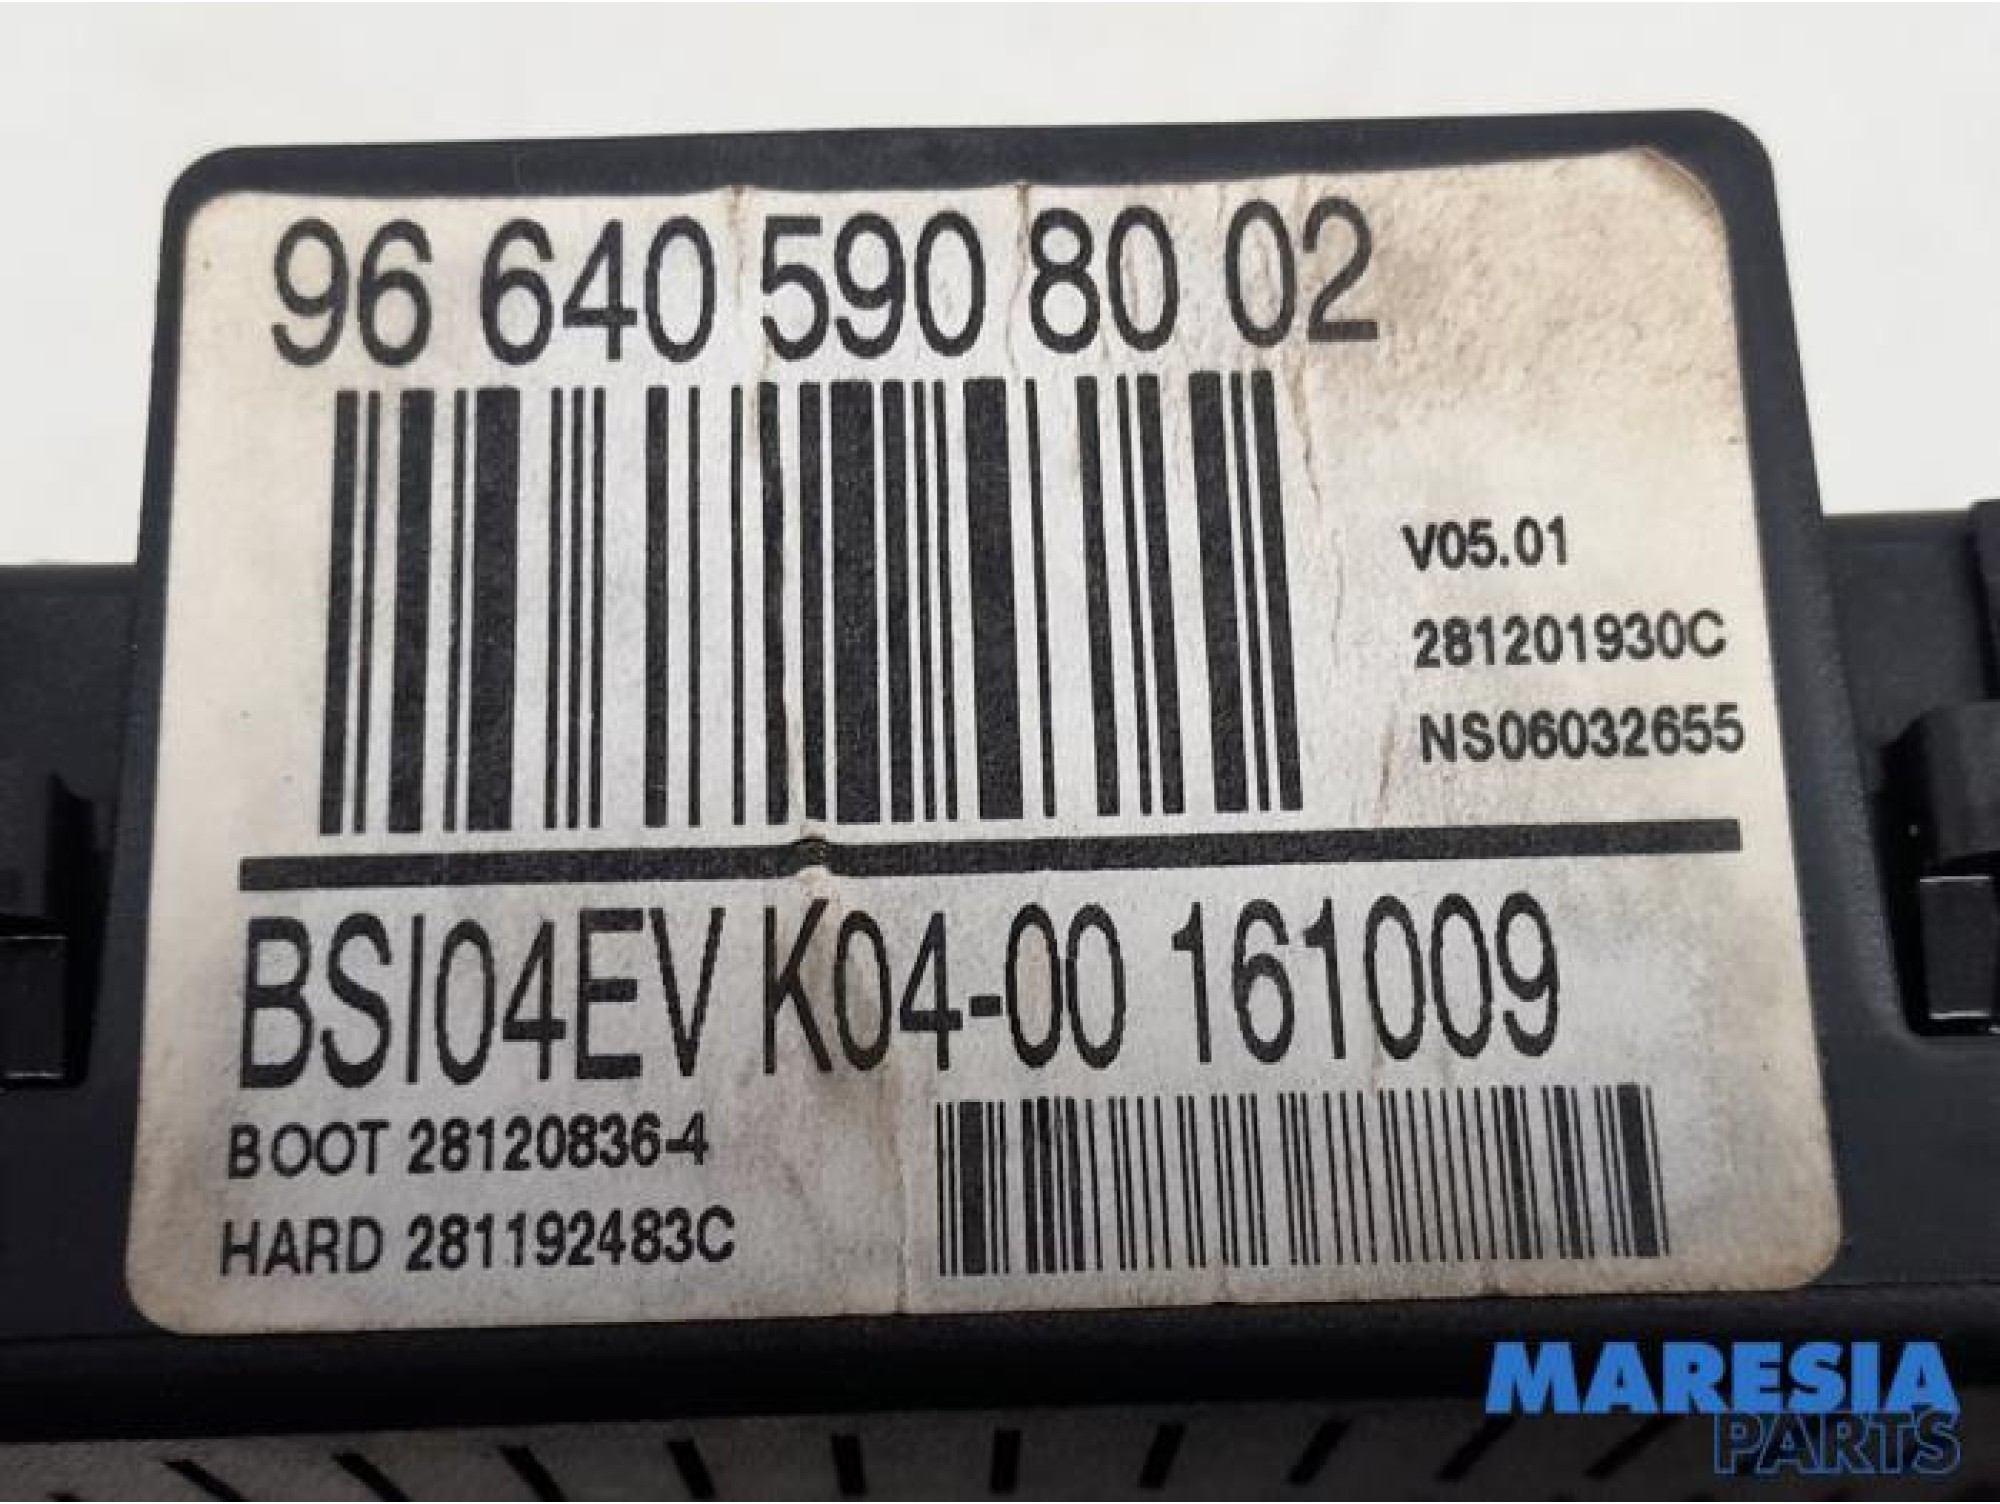 96 640 590 80 02
V05.01
281201930C
NS06032655
BSI04EV K04-00 161009
BOOT 28120836-4
HARD 281192483C
MARESIA
PARTS